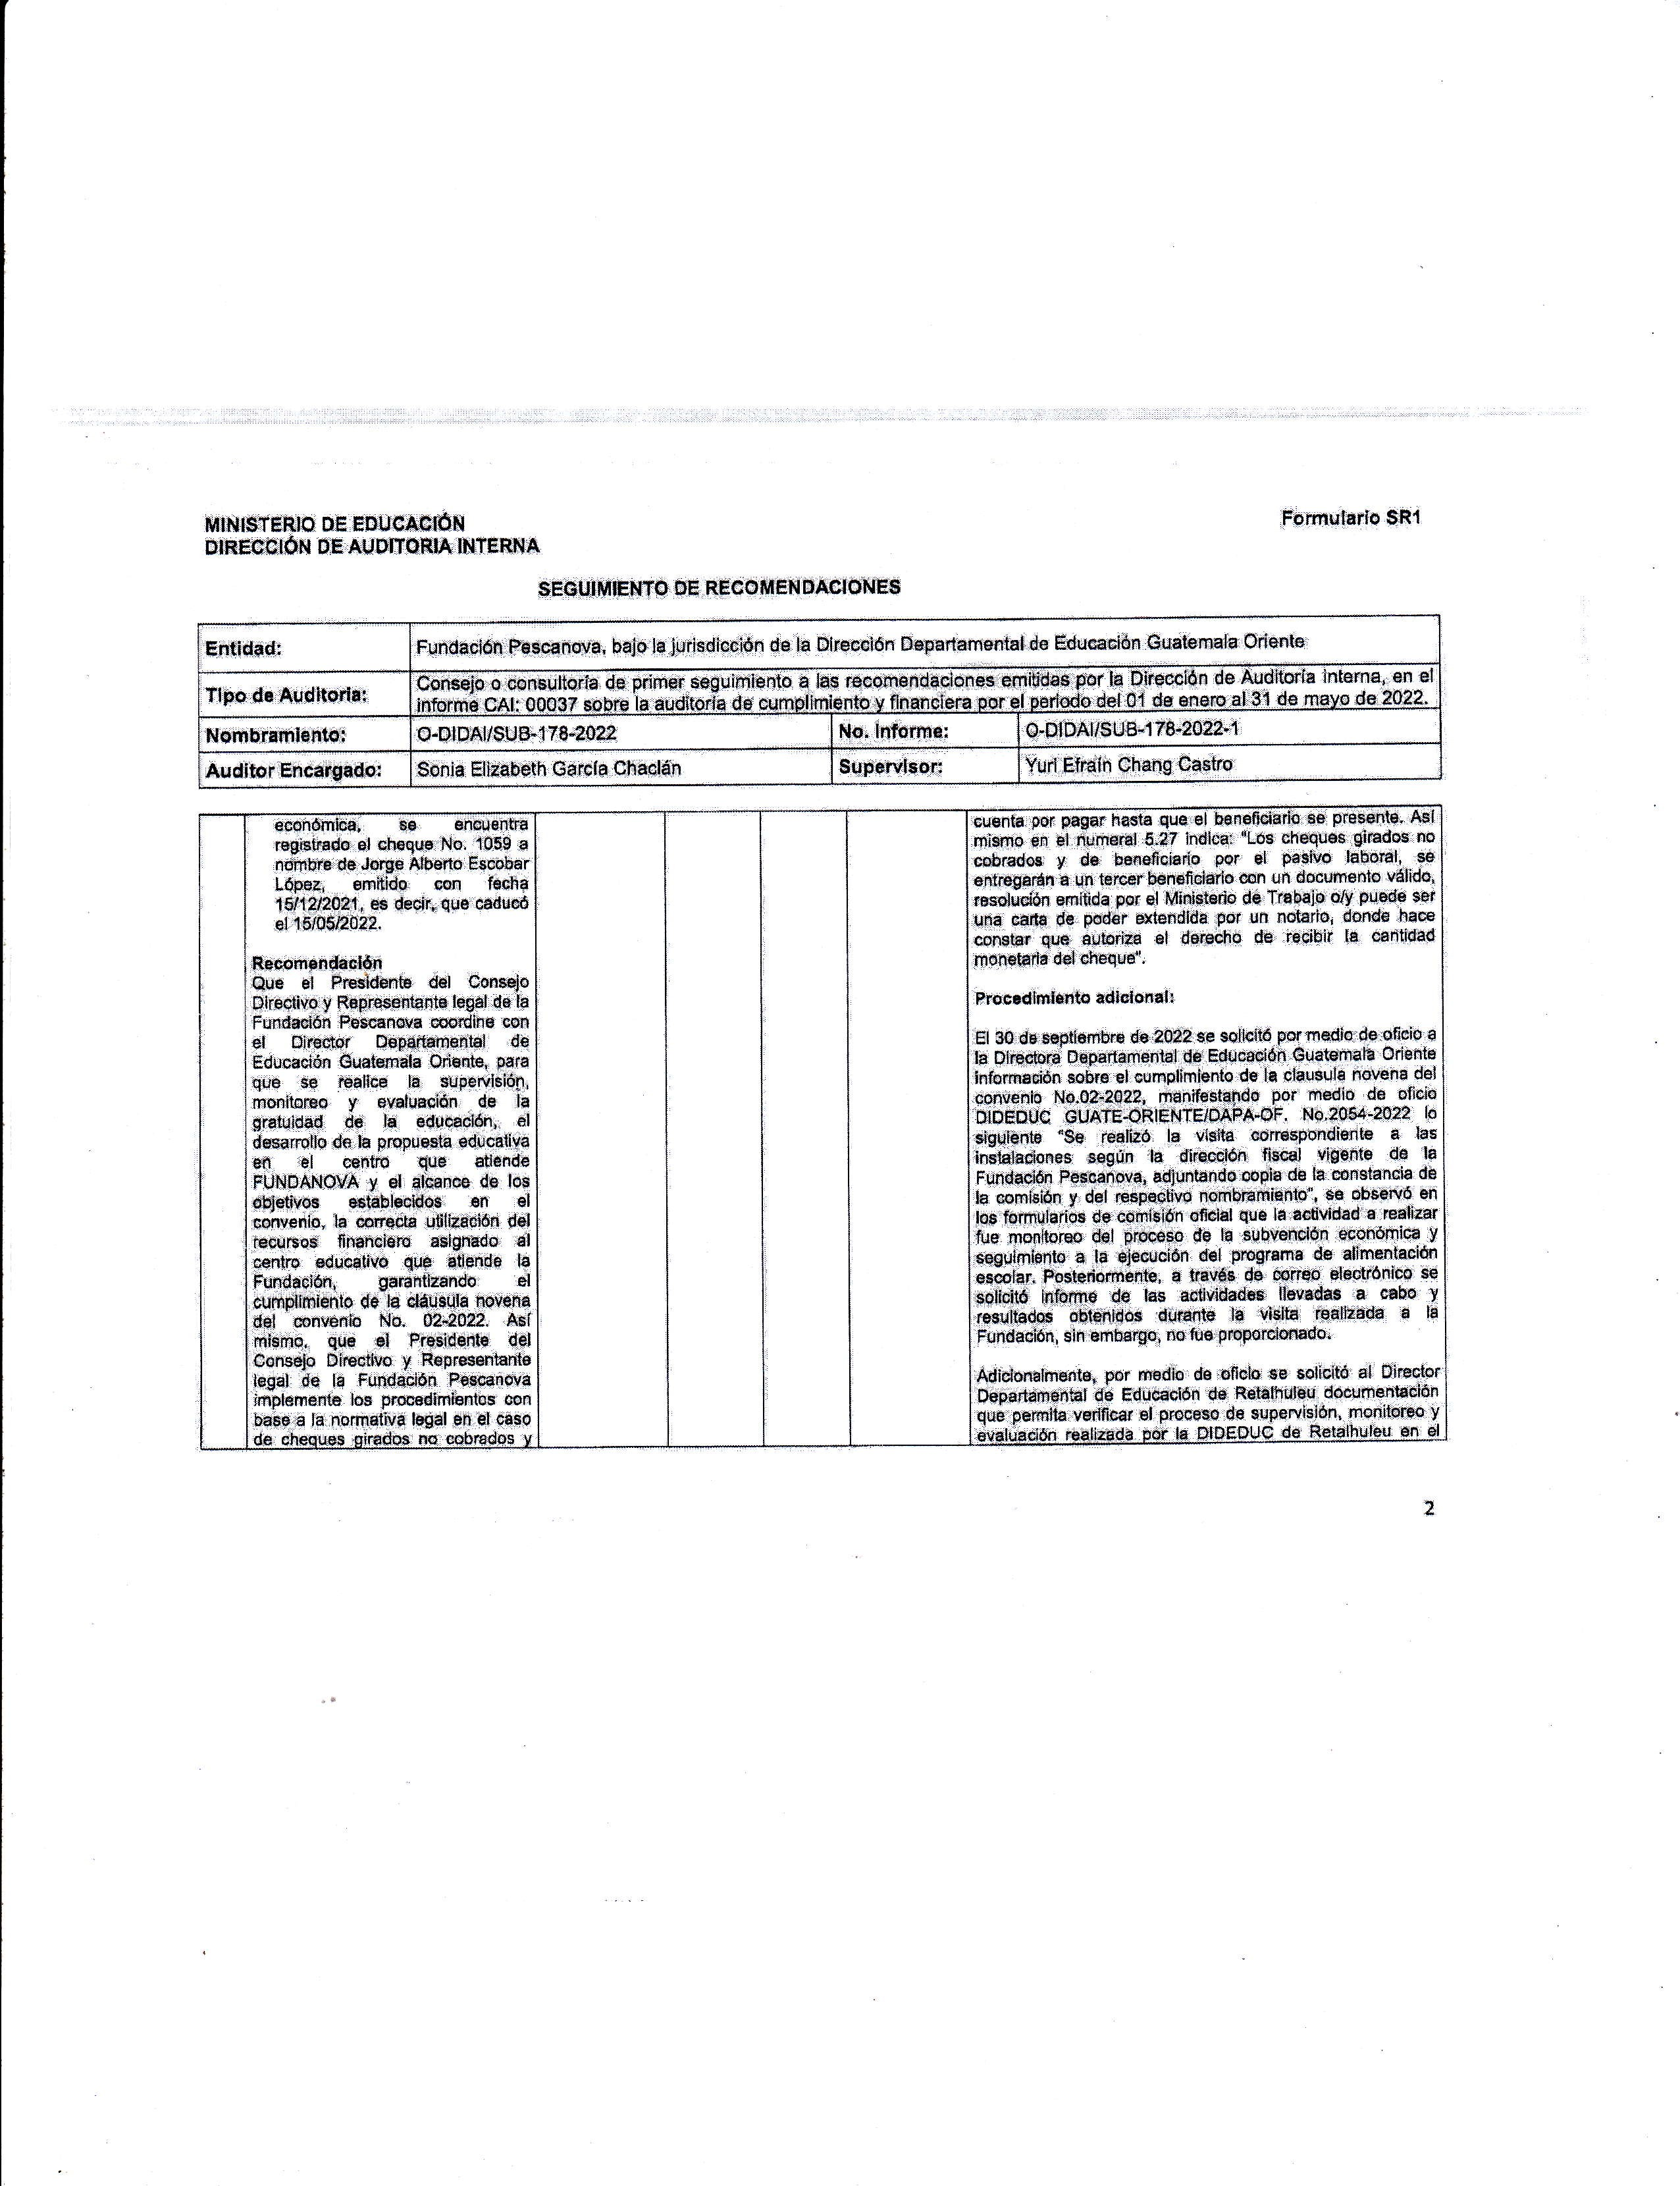 MINISTERIO DE EDUCACIÓN
DIRECCIÓN DE AUDITORIA INTERNA
Formulario SR1
SEGUIMIENTO DE RECOMENDACIONES
Entidad: Fundación Pescanova, bajo la jurisdicción de la Dirección Departamental de Educación Guatemala Oriente
Tipo de Auditoria: Consejo o consultoría de primer seguimiento a las recomendaciones emitidas por la Dirección de Auditoría Interna, en el
informe CAI: 00037 sobre la auditoría de cumplimiento y financiera por el periodo del 01 de enero al 31 de mayo de 2022.
Nombramiento: O-DIDAI/SUB-178-2022 No. Informe: O-DIDAI/SUB-178-2022-1
Auditor Encargado: Sonia Elizabeth García Chaclán Supervisor: Yuri Efraín Chang Castro
económica, se encuentra
registrado el cheque No. 1059 a
nombre de Jorge Alberto Escobar
López, emitido con fecha
15/12/2021, es decir, que caducó
el 15/05/2022.
Recomendación
Que el Presidente del Consejo
Directivo y Representante legal de la
Fundación Pescanova coordine con
el Director Departamental de
Educación Guatemala Oriente, para
que se realice la supervisión,
monitoreo y evaluación de la
gratuidad de la educación, el
desarrollo de la propuesta educativa
en el centro que atiende
FUNDANOVA y el alcance de los
objetivos establecidos en el
convenio, la correcta utilización del
recursos financiero asignado al
centro educativo que atiende la
Fundación, garantizando el
cumplimiento de la cláusula novena
del convenio No. 02-2022. Así
mismo, que el Presidente del
Consejo Directivo y Representante
legal de la Fundación Pescanova
implemente los procedimientos con
base a la normativa legal en el caso
de cheques girados no cobrados y
cuenta por pagar hasta que el beneficiario se presente. Así
mismo en el numeral 5.27 indica: "Los cheques girados no
cobrados y de beneficiario por el pasivo laboral, se
entregarán a un tercer beneficiario con un documento válido,
resolución emitida por el Ministerio de Trabajo o/y puede ser
una carta de poder extendida por un notario, donde hace
constar que autoriza el derecho de recibir la cantidad
monetaria del cheque".
Procedimiento adicional:
El 30 de septiembre de 2022 se solicitó por medio de oficio a
la Directora Departamental de Educación Guatemala Oriente
información sobre el cumplimiento de la clausula novena del
convenio No.02-2022, manifestando por medio de oficio
DIDEDUC GUATE-ORIENTE/DAPA-OF. No.2054-2022 lo
siguiente "Se realizó la visita correspondiente a las
instalaciones según la dirección fiscal vigente de la
Fundación Pescanova, adjuntando copia de la constancia de
la comisión y del respectivo nombramiento", se observó en
los formularios de comisión oficial que la actividad a realizar
fue monitoreo del proceso de la subvención económica y
seguimiento a la ejecución del programa de alimentación
escolar. Posteriormente, a través de correo electrónico se
solicitó informe de las actividades llevadas a cabo y
resultados obtenidos durante la visita realizada a la
Fundación, sin embargo, no fue proporcionado.
Adicionalmente, por medio de oficio se solicitó al Director
Departamental de Educación de Retalhuleu documentación
que permita verificar el proceso de supervisión, monitoreo y
evaluación realizada por la DIDEDUC de Retalhuleu en el
2